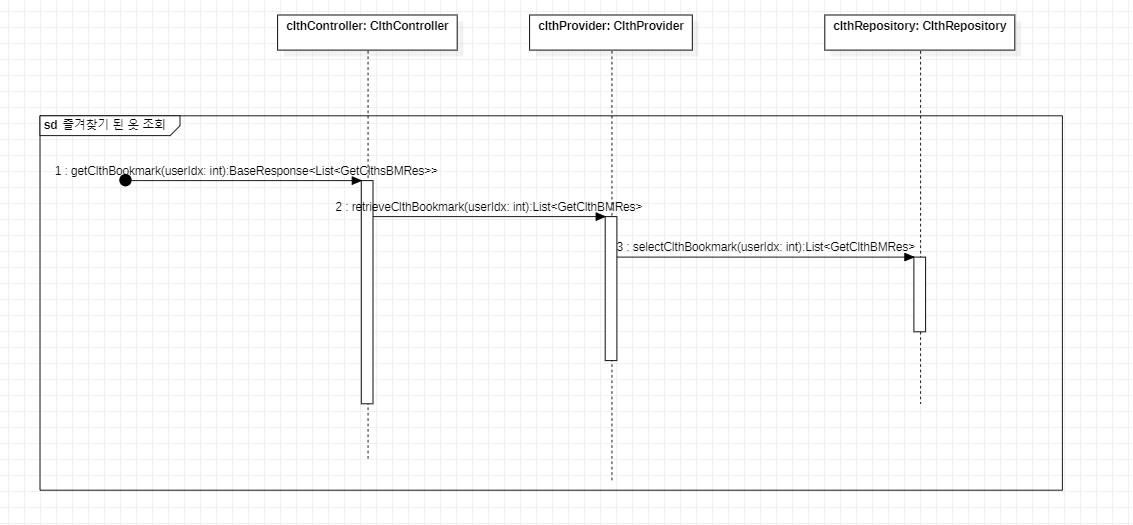 clthController: ClthController
clthProvider: ClthProvider
clthRepository: ClthRepository
sd 즐겨찾기 된 옷 조회
1 : getClthBookmark(userIdx: int):BaseResponse<List<GetClthsBMRes>>
2 : retrieveClthBookmark(userIdx: int):List<GetClthBMRes>
3 : selectClthBookmark(userIdx: int):List<GetClthBMRes>